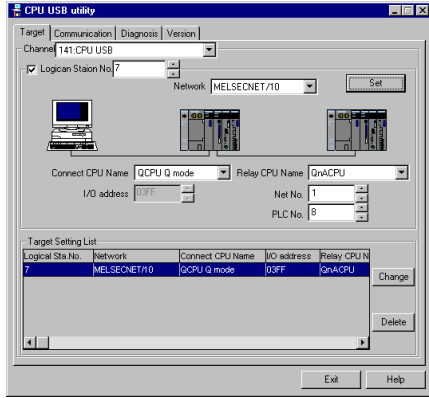 CPU USB utility
Target Communication Diagnosis Version
Channel 141:CPU USB
Logican Staion No. 7
Network MELSECNET/10 Set
Connect CPU Name QCPU Q mode Relay CPU Name QnACPU
I/O address 03FF Net No. 1
PLC No. 8
Target Setting List
Logical Sta.No. Network Connect CPU Name I/O address Relay CPU N
7 MELSECNET/10 QCPU Q mode 03FF QnACPU
Change
Delete
Exit Help